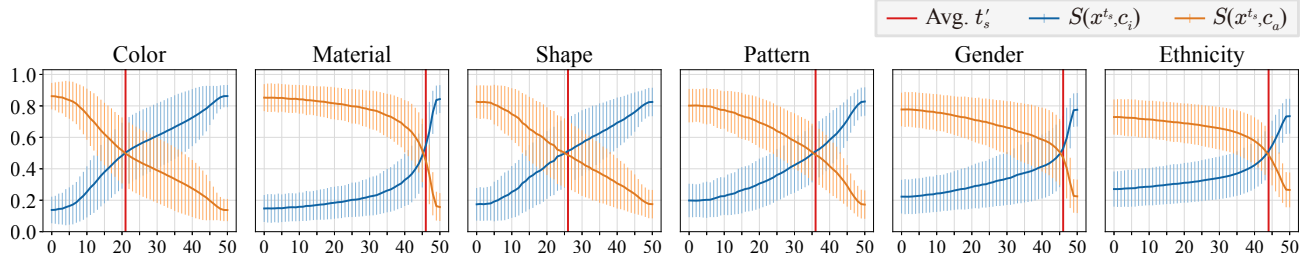 Avg. t′ₛ S(xᵗₛ,cᵢ) S(xᵗₛ,cₐ)
Color Material Shape Pattern Gender Ethnicity
1.0
0.8
0.6
0.4
0.2
0.0
0 10 20 30 40 50 0 10 20 30 40 50 0 10 20 30 40 50 0 10 20 30 40 50 0 10 20 30 40 50 0 10 20 30 40 50